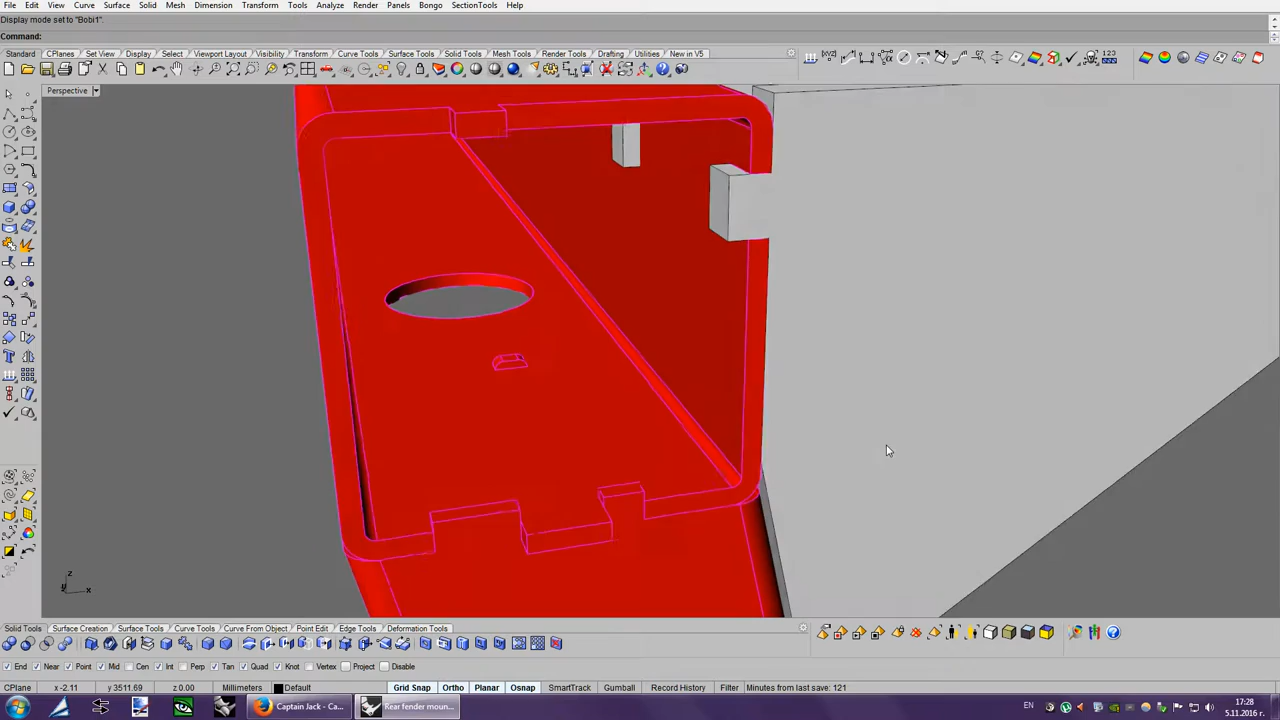 File Edit View Curve Surface Solid Mesh Dimension Transform Tools Analyze Render Panels Bongo SectionTools Help
Display mode set to "Bobi1".
Command:
Standard CPlanes Set View Display Select Viewport Layout Visibility Transform Curve Tools Surface Tools Solid Tools Mesh Tools Render Tools Drafting Utilities New in V5
Perspective
z
y x
Solid Tools Surface Creation Surface Tools Curve Tools Curve From Object Point Edit Edge Tools Deformation Tools
End Near Point Mid Cen Int Perp Tan Quad Knot Vertex Project Disable
CPlane x -2.11 y 3511.69 z 0.00 Millimeters Default Grid Snap Ortho Planar Osnap SmartTrack Gumball Record History Filter Minutes from last save: 121
Captain Jack - Ca... Rear fender moun... EN 17:28
5.11.2016 г.